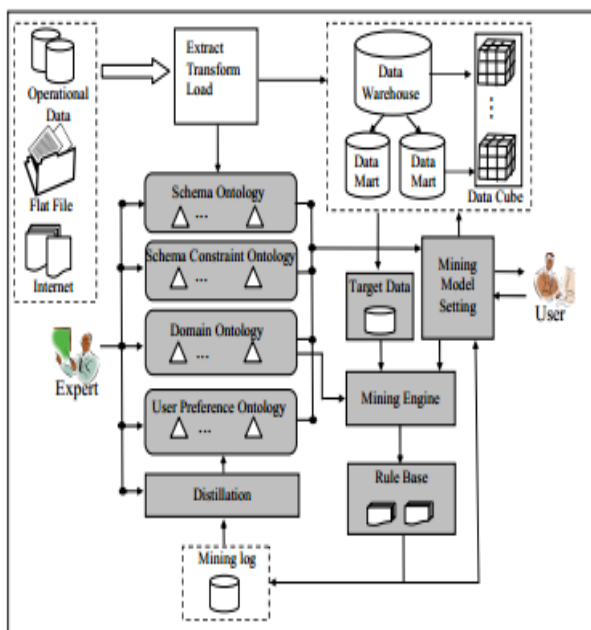 Operational
Data
Flat File
Internet
Extract
Transform
Load
Data
Warehouse
Data
Mart
Data
Mart
Data Cube
Schema Ontology
...
Schema Constraint Ontology
...
Domain Ontology
...
User Preference Ontology
...
Distillation
Mining log
Expert
Target Data
Mining
Model
Setting
User
Mining Engine
Rule Base